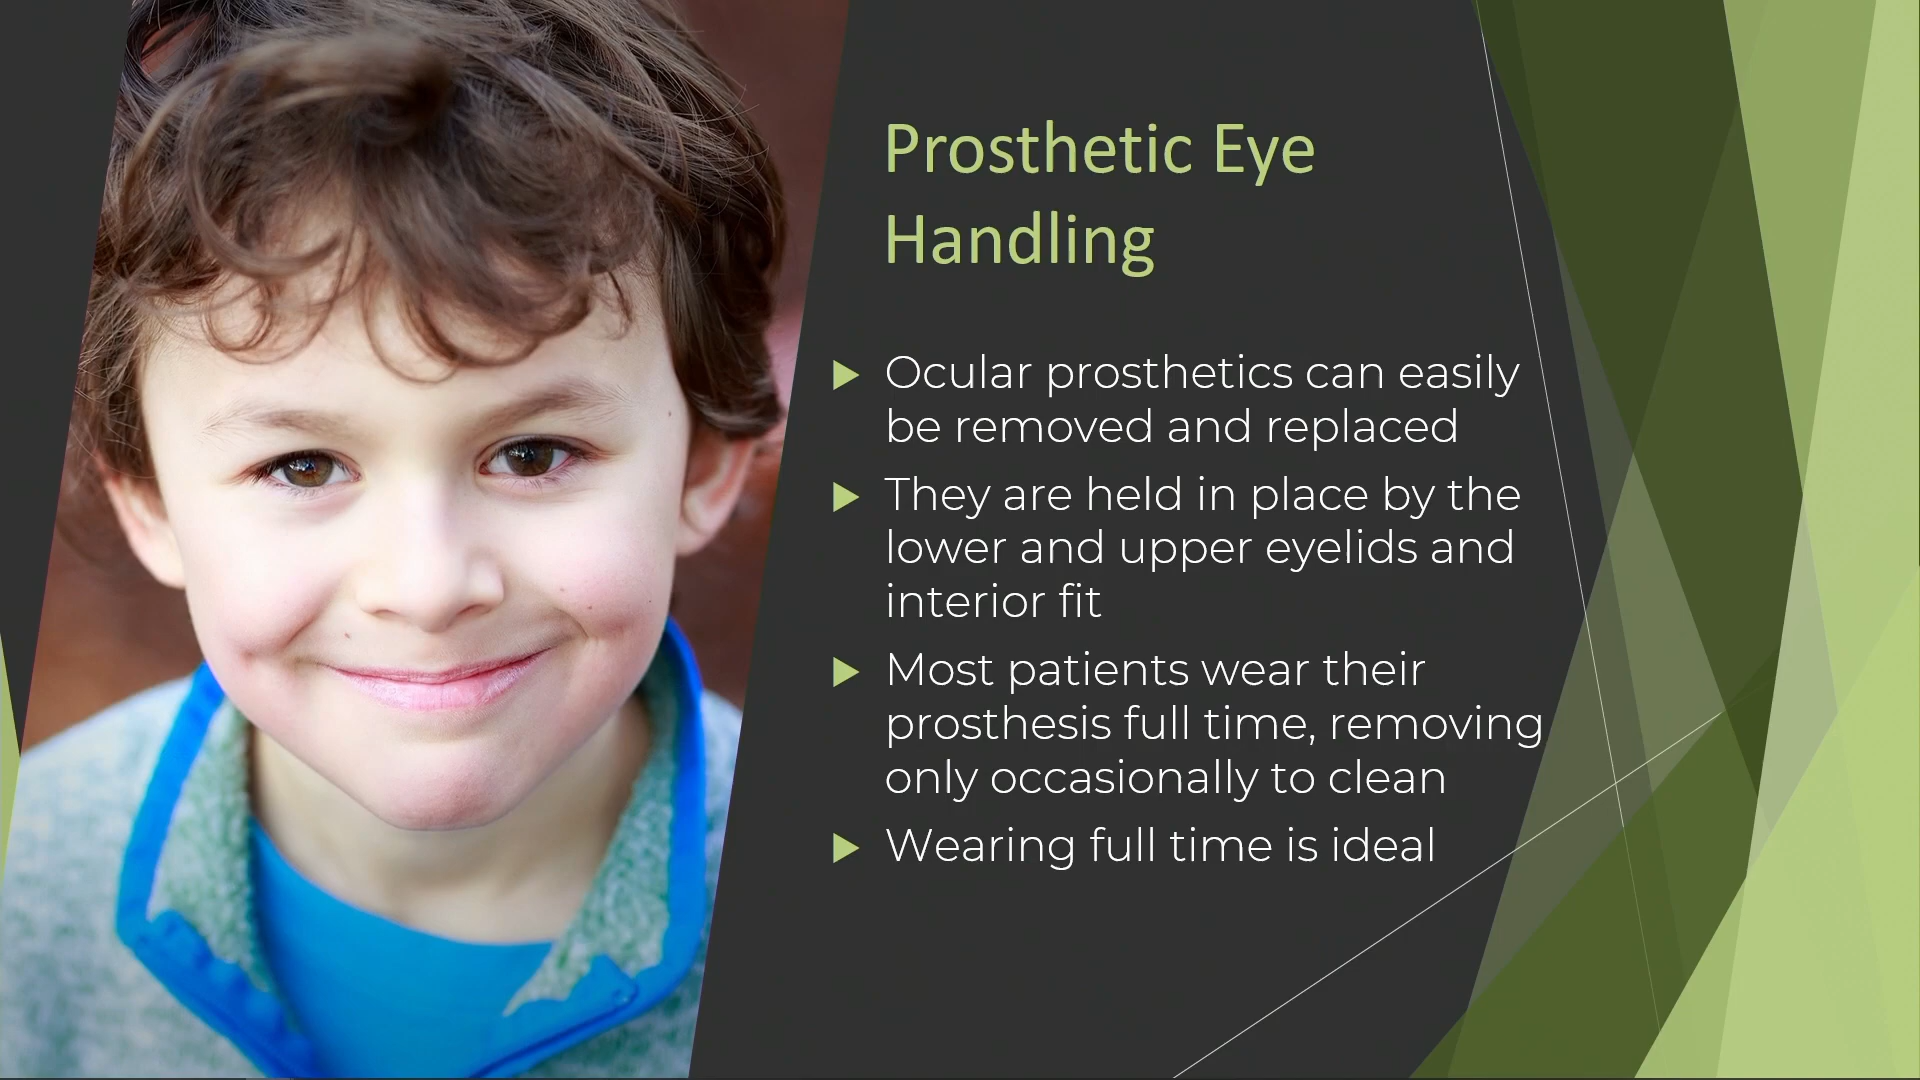 Prosthetic Eye
Handling
Ocular prosthetics can easily
be removed and replaced
They are held in place by the
lower and upper eyelids and
interior fit
Most patients wear their
prosthesis full time, removing
only occasionally to clean
Wearing full time is ideal